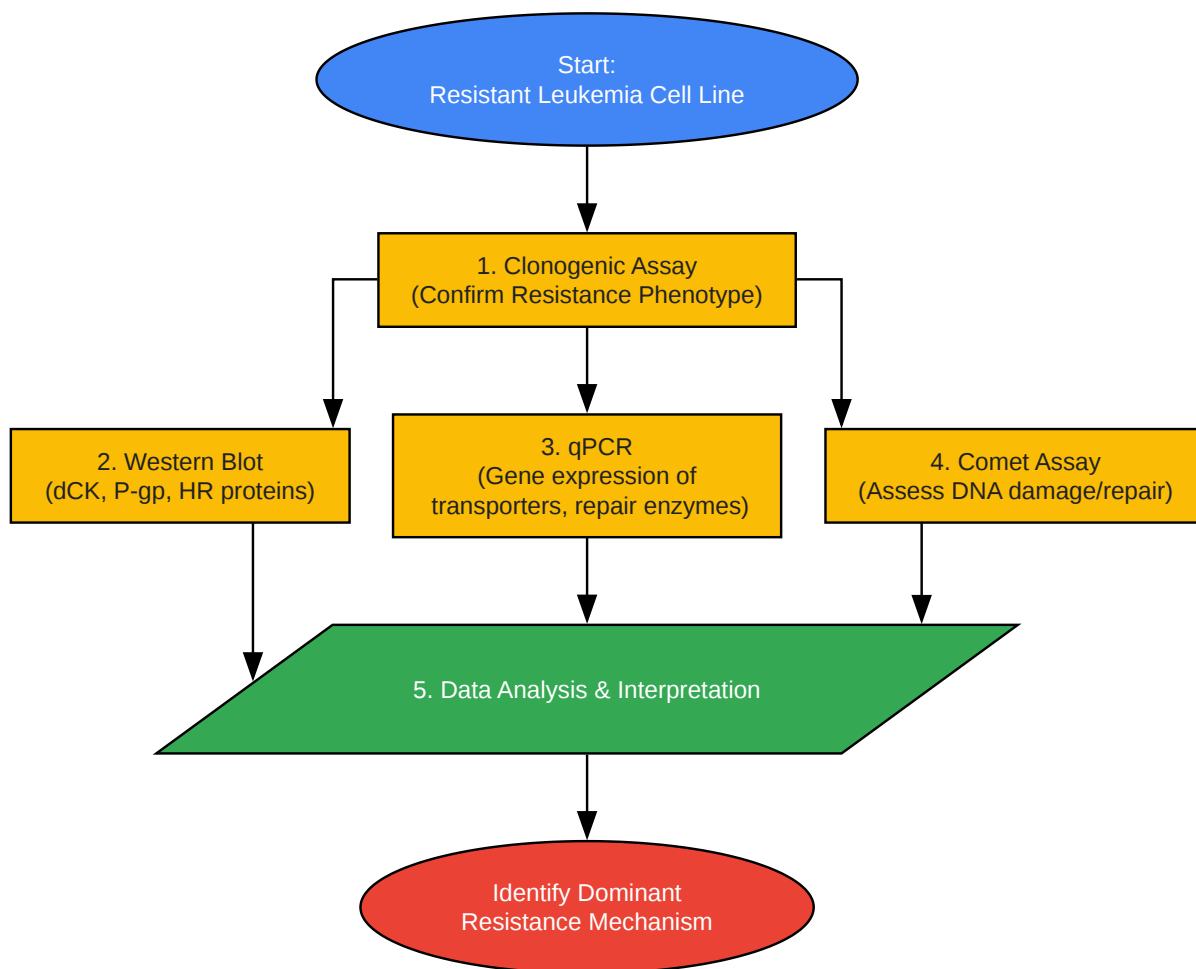 Start:
Resistant Leukemia Cell Line
1. Clonogenic Assay
(Confirm Resistance Phenotype)
2. Western Blot
(dCK, P-gp, HR proteins)
3. qPCR
(Gene expression of
transporters, repair enzymes)
4. Comet Assay
(Assess DNA damage/repair)
5. Data Analysis & Interpretation
Identify Dominant
Resistance Mechanism